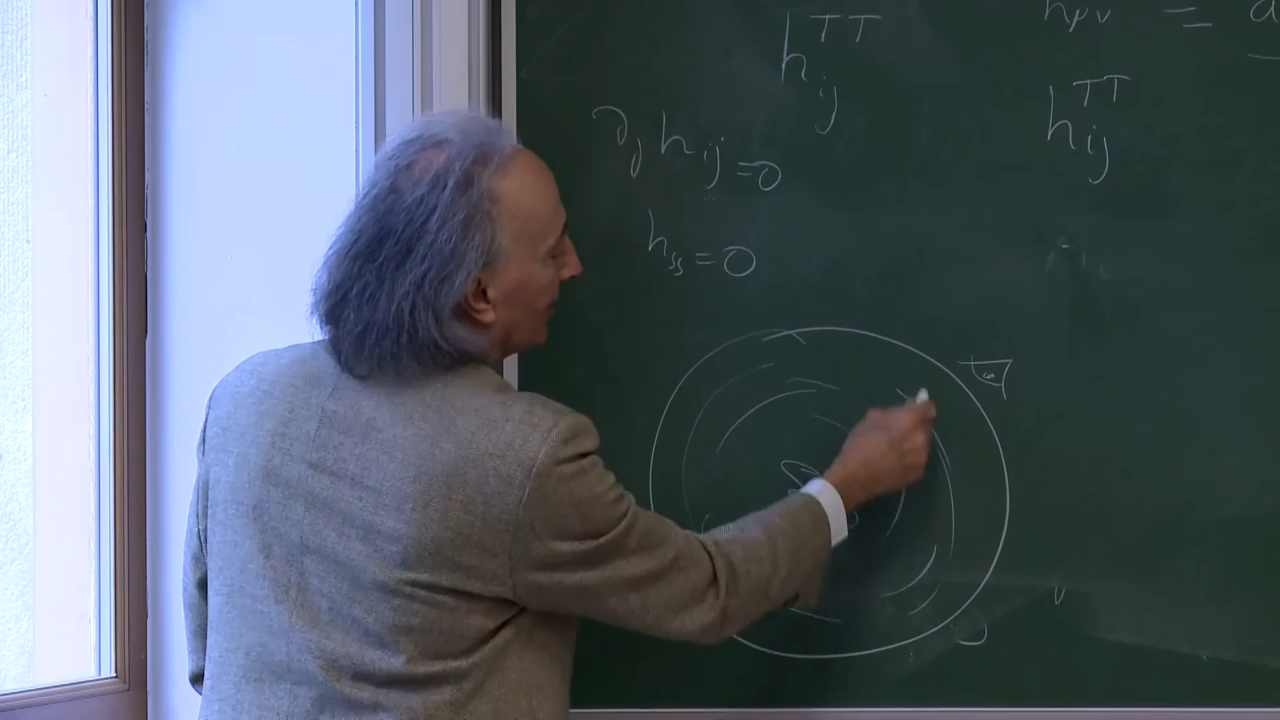 h_{ij}^{TT}
h_{μν} =
∂_j h_{ij} = 0
h_{ij}^{TT}
h_{ss} = 0